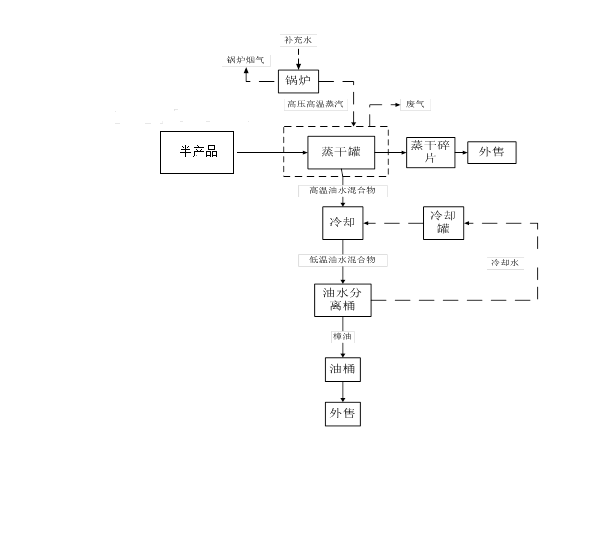 补充水
锅炉烟气
锅炉
高压高温蒸汽
废气
半产品
蒸干罐
蒸干碎
片
外售
高温油水混合物
冷却
冷却
罐
低温油水混合物
冷却水
油水分
离桶
樟油
油桶
外售